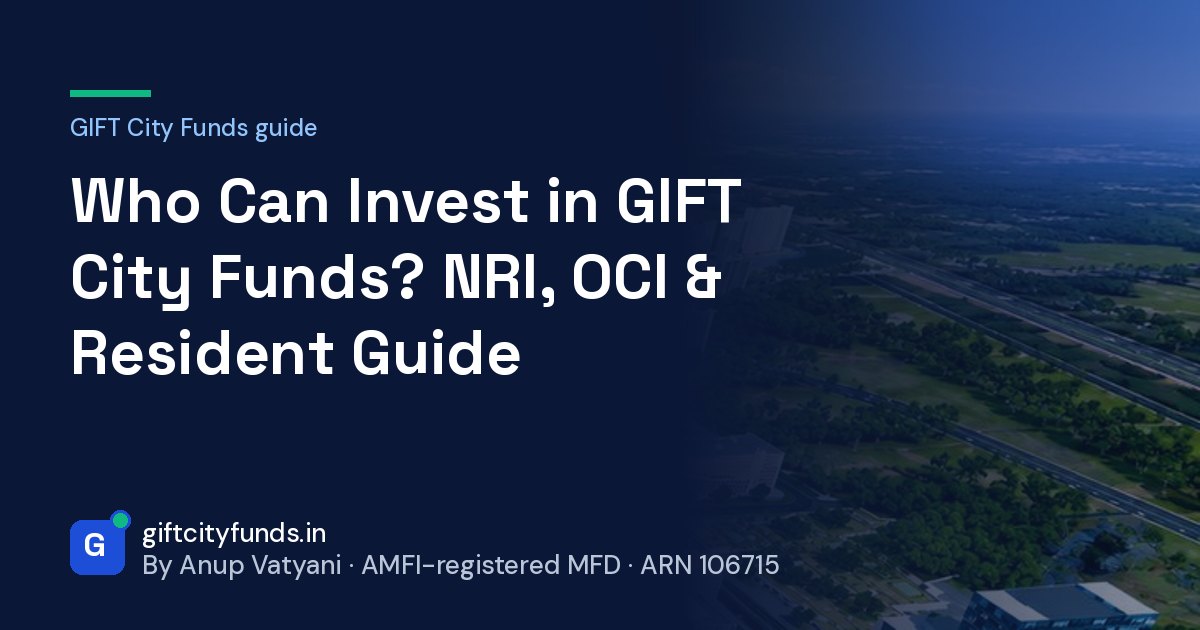 GIFT City Funds guide
Who Can Invest in GIFT
City Funds? NRI, OCI &
Resident Guide
G
giftcityfunds.in
By Anup Vatyani · AMFI-registered MFD · ARN 106715